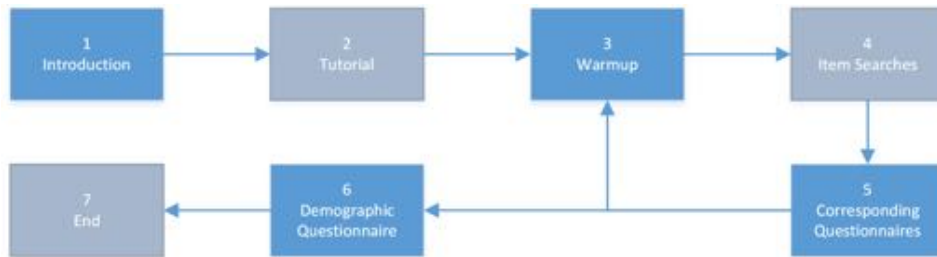 1
Introduction
2
Tutorial
3
Warmup
4
Item Searches
5
Corresponding
Questionnaires
6
Demographic
Questionnaire
7
End